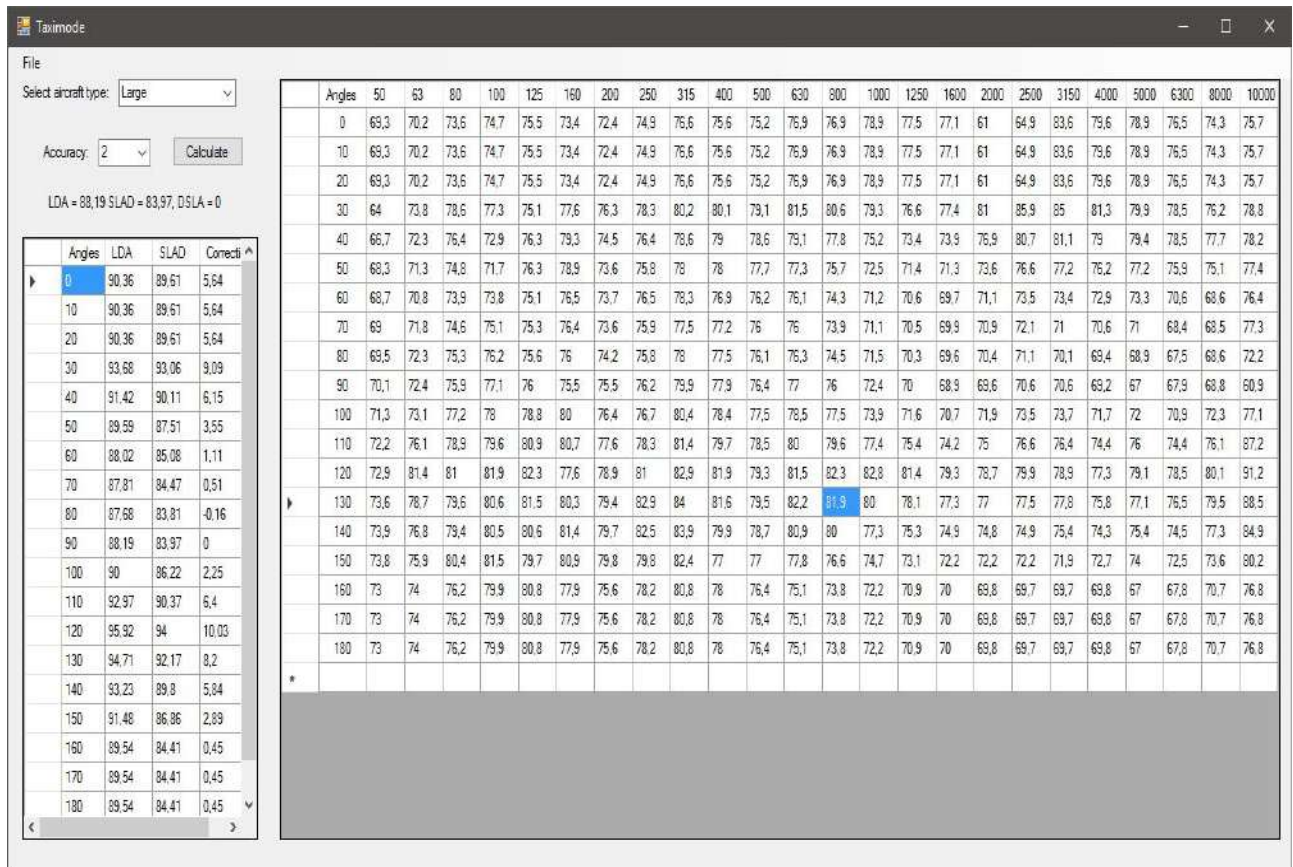 Taximode
File
Select aircraft type: Large
Accuracy: 2 Calculate
LDA = 88,19 SLAD = 83,97, DSLA = 0
Angles LDA SLAD Correcti
0 90,36 89,61 5,64
10 90,36 89,61 5,64
20 90,36 89,61 5,64
30 93,68 93,06 9,09
40 91,42 90,11 6,15
50 89,59 87,51 3,55
60 88,02 85,08 1,11
70 87,81 84,47 0,51
80 87,68 83,81 -0,16
90 88,19 83,97 0
100 90 86,22 2,25
110 92,97 90,37 6,4
120 95,92 94 10,03
130 94,71 92,17 8,2
140 93,23 89,8 5,84
150 91,48 86,86 2,89
160 89,54 84,41 0,45
170 89,54 84,41 0,45
180 89,54 84,41 0,45
Angles 50 63 80 100 125 160 200 250 315 400 500 630 800 1000 1250 1600 2000 2500 3150 4000 5000 6300 8000 10000
0 69,3 70,2 73,6 74,7 75,5 73,4 72,4 74,9 76,6 75,6 75,2 76,9 76,9 78,9 77,5 77,1 61 64,9 83,6 79,6 78,9 76,5 74,3 75,7
10 69,3 70,2 73,6 74,7 75,5 73,4 72,4 74,9 76,6 75,6 75,2 76,9 76,9 78,9 77,5 77,1 61 64,9 83,6 79,6 78,9 76,5 74,3 75,7
20 69,3 70,2 73,6 74,7 75,5 73,4 72,4 74,9 76,6 75,6 75,2 76,9 76,9 78,9 77,5 77,1 61 64,9 83,6 79,6 78,9 76,5 74,3 75,7
30 64 73,8 78,6 77,3 75,1 77,6 76,3 78,3 80,2 80,1 79,1 81,5 80,6 79,3 76,6 77,4 81 85,9 85 81,3 79,9 78,5 76,2 78,8
40 66,7 72,3 76,4 72,9 76,3 79,3 74,5 76,4 78,6 79 78,6 79,1 77,8 75,2 73,4 73,9 76,9 80,7 81,1 79 79,4 78,5 77,7 78,2
50 68,3 71,3 74,8 71,7 76,3 78,9 73,6 75,8 78 78 77,7 77,3 75,7 72,5 71,4 71,3 73,6 76,6 77,2 76,2 77,2 75,9 75,1 77,4
60 68,7 70,8 73,9 73,8 75,1 76,5 73,7 76,5 78,3 76,9 76,2 76,1 74,3 71,2 70,6 69,7 71,1 73,5 73,4 72,9 73,3 70,6 68,6 76,4
70 69 71,8 74,6 75,1 75,3 76,4 73,6 75,9 77,5 77,2 76 76 73,9 71,1 70,5 69,9 70,9 72,1 71 70,6 71 68,4 68,5 77,3
80 69,5 72,3 75,3 76,2 75,6 76 74,2 75,8 78 77,5 76,1 76,3 74,5 71,5 70,3 69,6 70,4 71,1 70,1 69,4 68,9 67,5 68,6 72,2
90 70,1 72,4 75,9 77,1 76 75,5 75,5 76,2 79,9 77,9 76,4 77 76 72,4 70 68,9 69,6 70,6 70,6 69,2 67 67,9 68,8 60,9
100 71,3 73,1 77,2 78 78,8 80 76,4 76,7 80,4 78,4 77,5 78,5 77,5 73,9 71,6 70,7 71,9 73,5 73,7 71,7 72 70,9 72,3 77,1
110 72,2 76,1 78,9 79,6 80,9 80,7 77,6 78,3 81,4 79,7 78,5 80 79,6 77,4 75,4 74,2 75 76,6 76,4 74,4 76 74,4 76,1 87,2
120 72,9 81,4 81 81,9 82,3 77,6 78,9 81 82,9 81,9 79,3 81,5 82,3 82,8 81,4 79,3 78,7 79,9 78,9 77,3 79,1 78,5 80,1 91,2
130 73,6 78,7 79,6 80,6 81,5 80,3 79,4 82,9 84 81,6 79,5 82,2 81,9 80 78,1 77,3 77 77,5 77,8 75,8 77,1 76,5 79,5 88,5
140 73,9 76,8 79,4 80,5 80,6 81,4 79,7 82,5 83,9 79,9 78,7 80,9 80 77,3 75,3 74,9 74,8 74,9 75,4 74,3 75,4 74,5 77,3 84,9
150 73,8 75,9 80,4 81,5 79,7 80,9 79,8 79,8 82,4 77 77 77,8 76,6 74,7 73,1 72,2 72,2 72,2 71,9 72,7 74 72,5 73,6 80,2
160 73 74 76,2 79,9 80,8 77,9 75,6 78,2 80,8 78 76,4 75,1 73,8 72,2 70,9 70 69,8 69,7 69,7 69,8 67 67,8 70,7 76,8
170 73 74 76,2 79,9 80,8 77,9 75,6 78,2 80,8 78 76,4 75,1 73,8 72,2 70,9 70 69,8 69,7 69,7 69,8 67 67,8 70,7 76,8
180 73 74 76,2 79,9 80,8 77,9 75,6 78,2 80,8 78 76,4 75,1 73,8 72,2 70,9 70 69,8 69,7 69,7 69,8 67 67,8 70,7 76,8